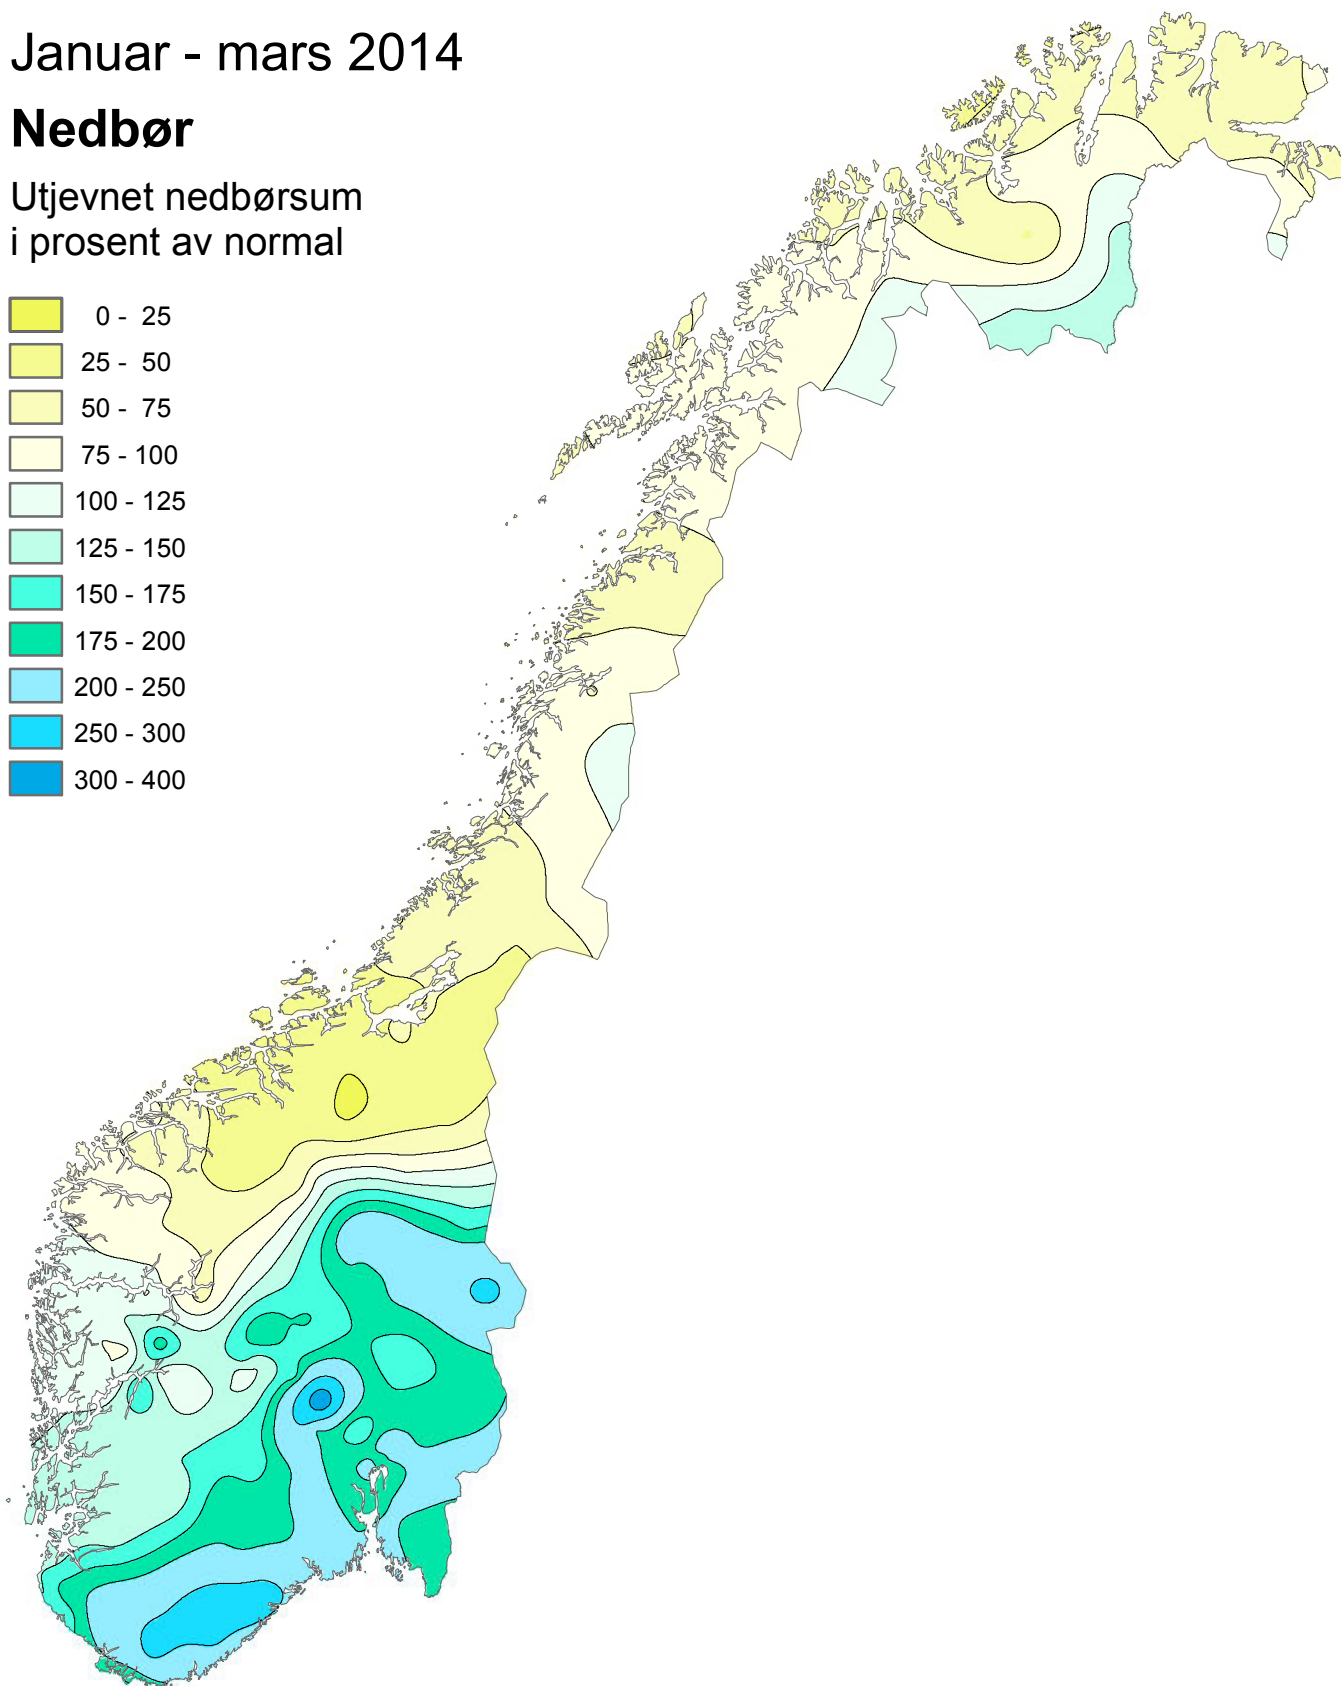 Januar - mars 2014
Nedbør
Utjevnet nedbørsum
i prosent av normal
0 - 25
25 - 50
50 - 75
75 - 100
100 - 125
125 - 150
150 - 175
175 - 200
200 - 250
250 - 300
300 - 400